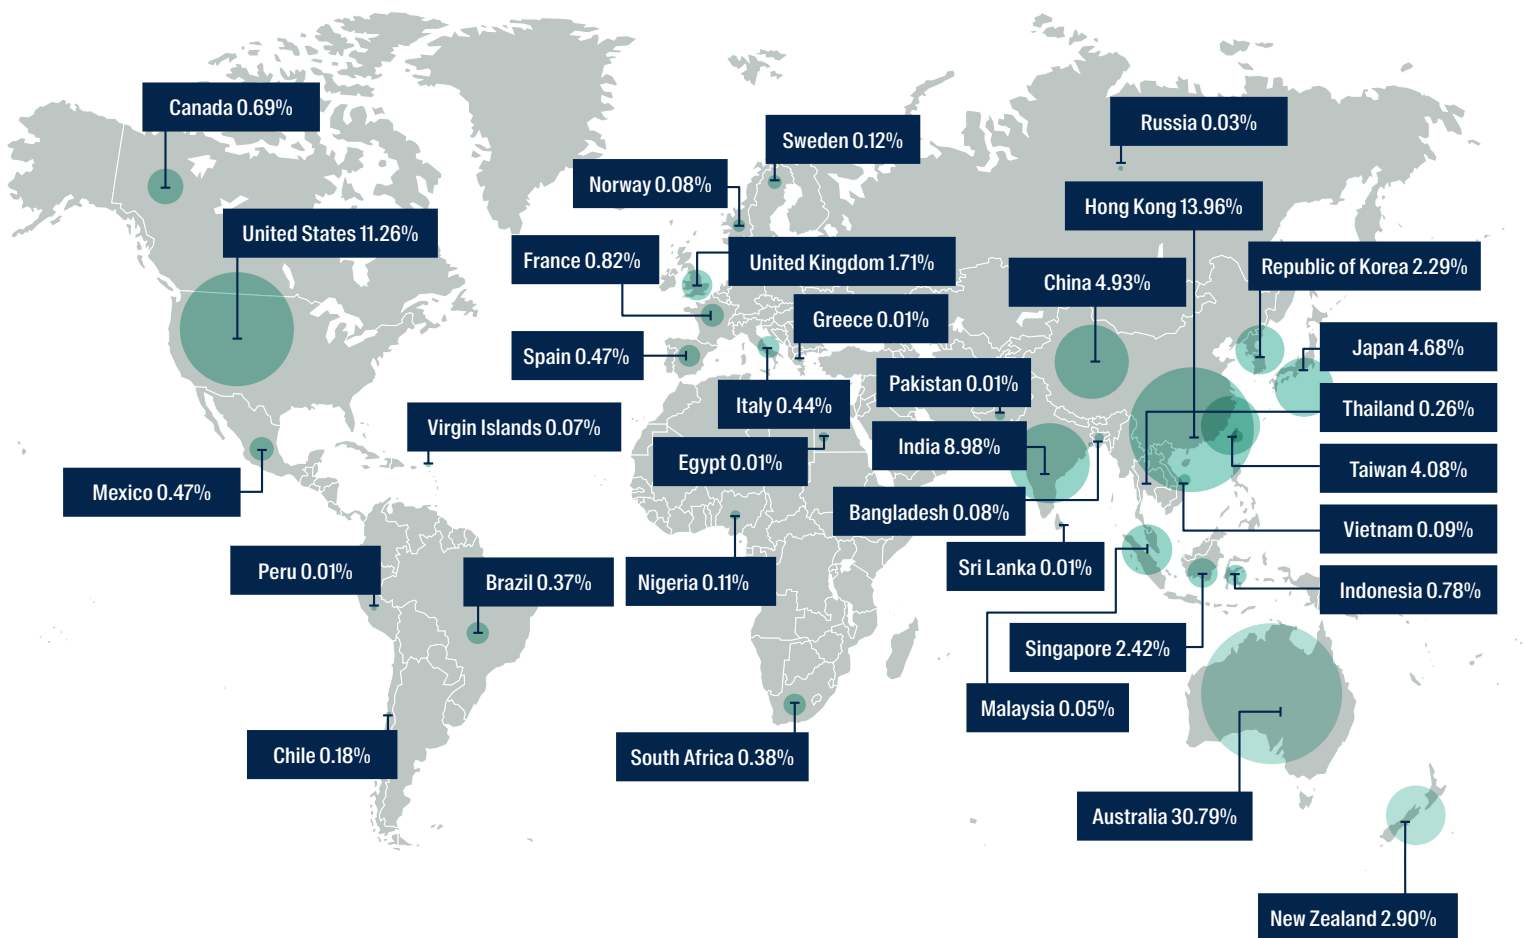 Canada 0.69%
Russia 0.03%
Sweden 0.12%
Norway 0.08%
Hong Kong 13.96%
United States 11.26%
France 0.82%
United Kingdom 1.71%
Republic of Korea 2.29%
China 4.93%
Greece 0.01%
Japan 4.68%
Spain 0.47%
Pakistan 0.01%
Italy 0.44%
Thailand 0.26%
Virgin Islands 0.07%
India 8.98%
Egypt 0.01%
Taiwan 4.08%
Mexico 0.47%
Bangladesh 0.08%
Vietnam 0.09%
Sri Lanka 0.01%
Peru 0.01%
Brazil 0.37%
Nigeria 0.11%
Indonesia 0.78%
Singapore 2.42%
Malaysia 0.05%
Chile 0.18%
South Africa 0.38%
Australia 30.79%
New Zealand 2.90%